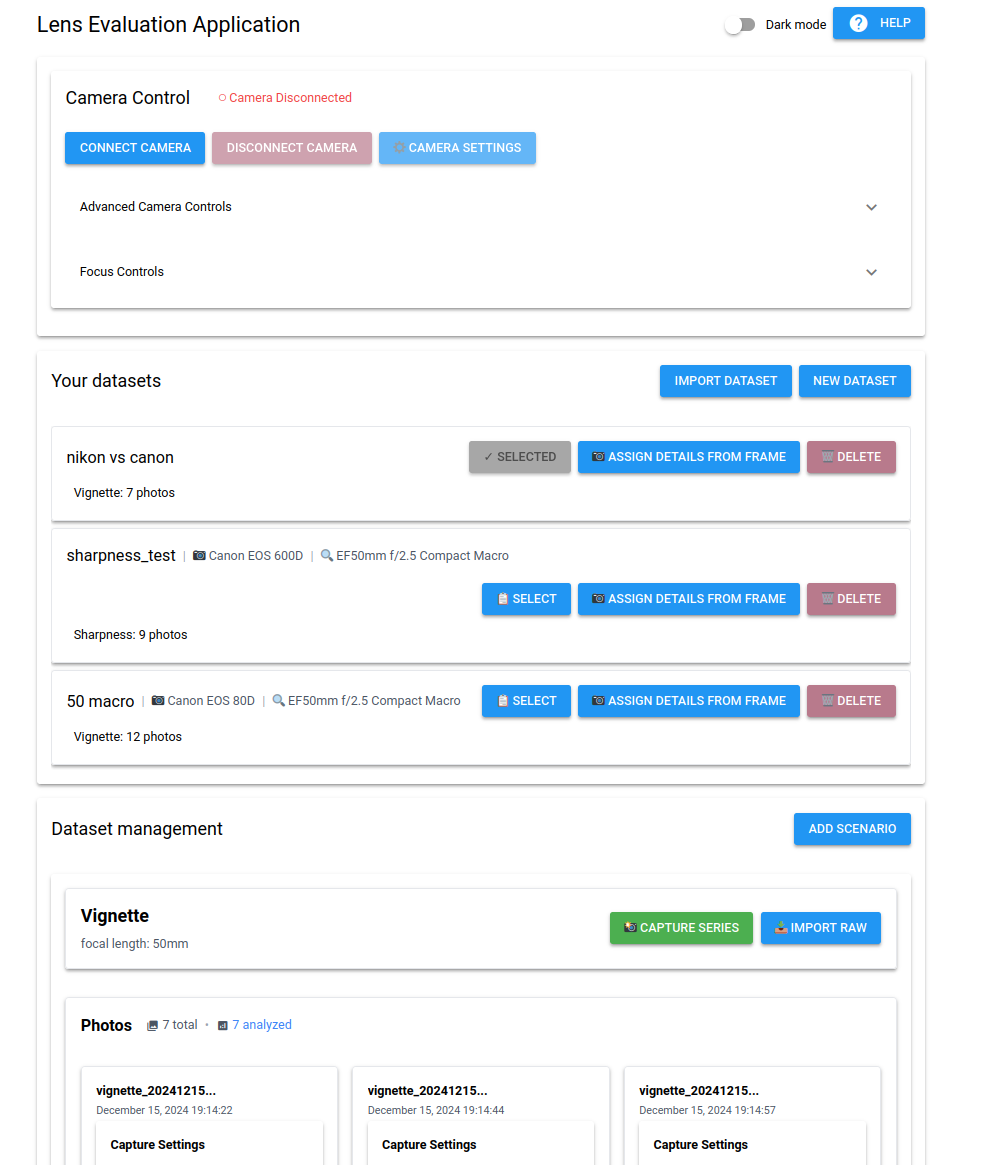 Lens Evaluation Application
Dark mode
HELP
Camera Control
Camera Disconnected
CONNECT CAMERA
DISCONNECT CAMERA
CAMERA SETTINGS
Advanced Camera Controls
Focus Controls
Your datasets
IMPORT DATASET
NEW DATASET
nikon vs canon
✓ SELECTED
ASSIGN DETAILS FROM FRAME
DELETE
Vignette: 7 photos
sharpness_test | Canon EOS 600D | EF50mm f/2.5 Compact Macro
SELECT
ASSIGN DETAILS FROM FRAME
DELETE
Sharpness: 9 photos
50 macro | Canon EOS 80D | EF50mm f/2.5 Compact Macro
SELECT
ASSIGN DETAILS FROM FRAME
DELETE
Vignette: 12 photos
Dataset management
ADD SCENARIO
Vignette
focal length: 50mm
CAPTURE SERIES
IMPORT RAW
Photos 7 total • 7 analyzed
vignette_20241215...
December 15, 2024 19:14:22
Capture Settings
vignette_20241215...
December 15, 2024 19:14:44
Capture Settings
vignette_20241215...
December 15, 2024 19:14:57
Capture Settings